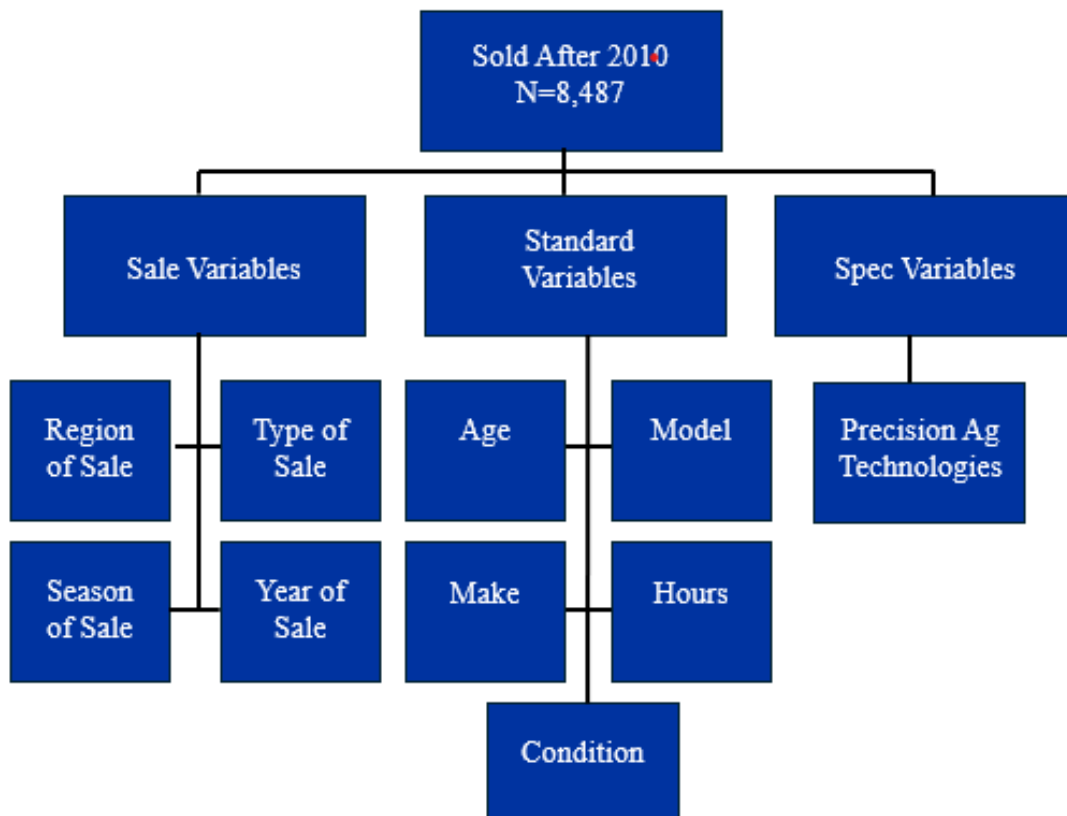 Sold After 2010
N=8,487
Sale Variables
Standard
Variables
Spec Variables
Region
of Sale
Type of
Sale
Age
Model
Precision Ag
Technologies
Season
of Sale
Year of
Sale
Make
Hours
Condition